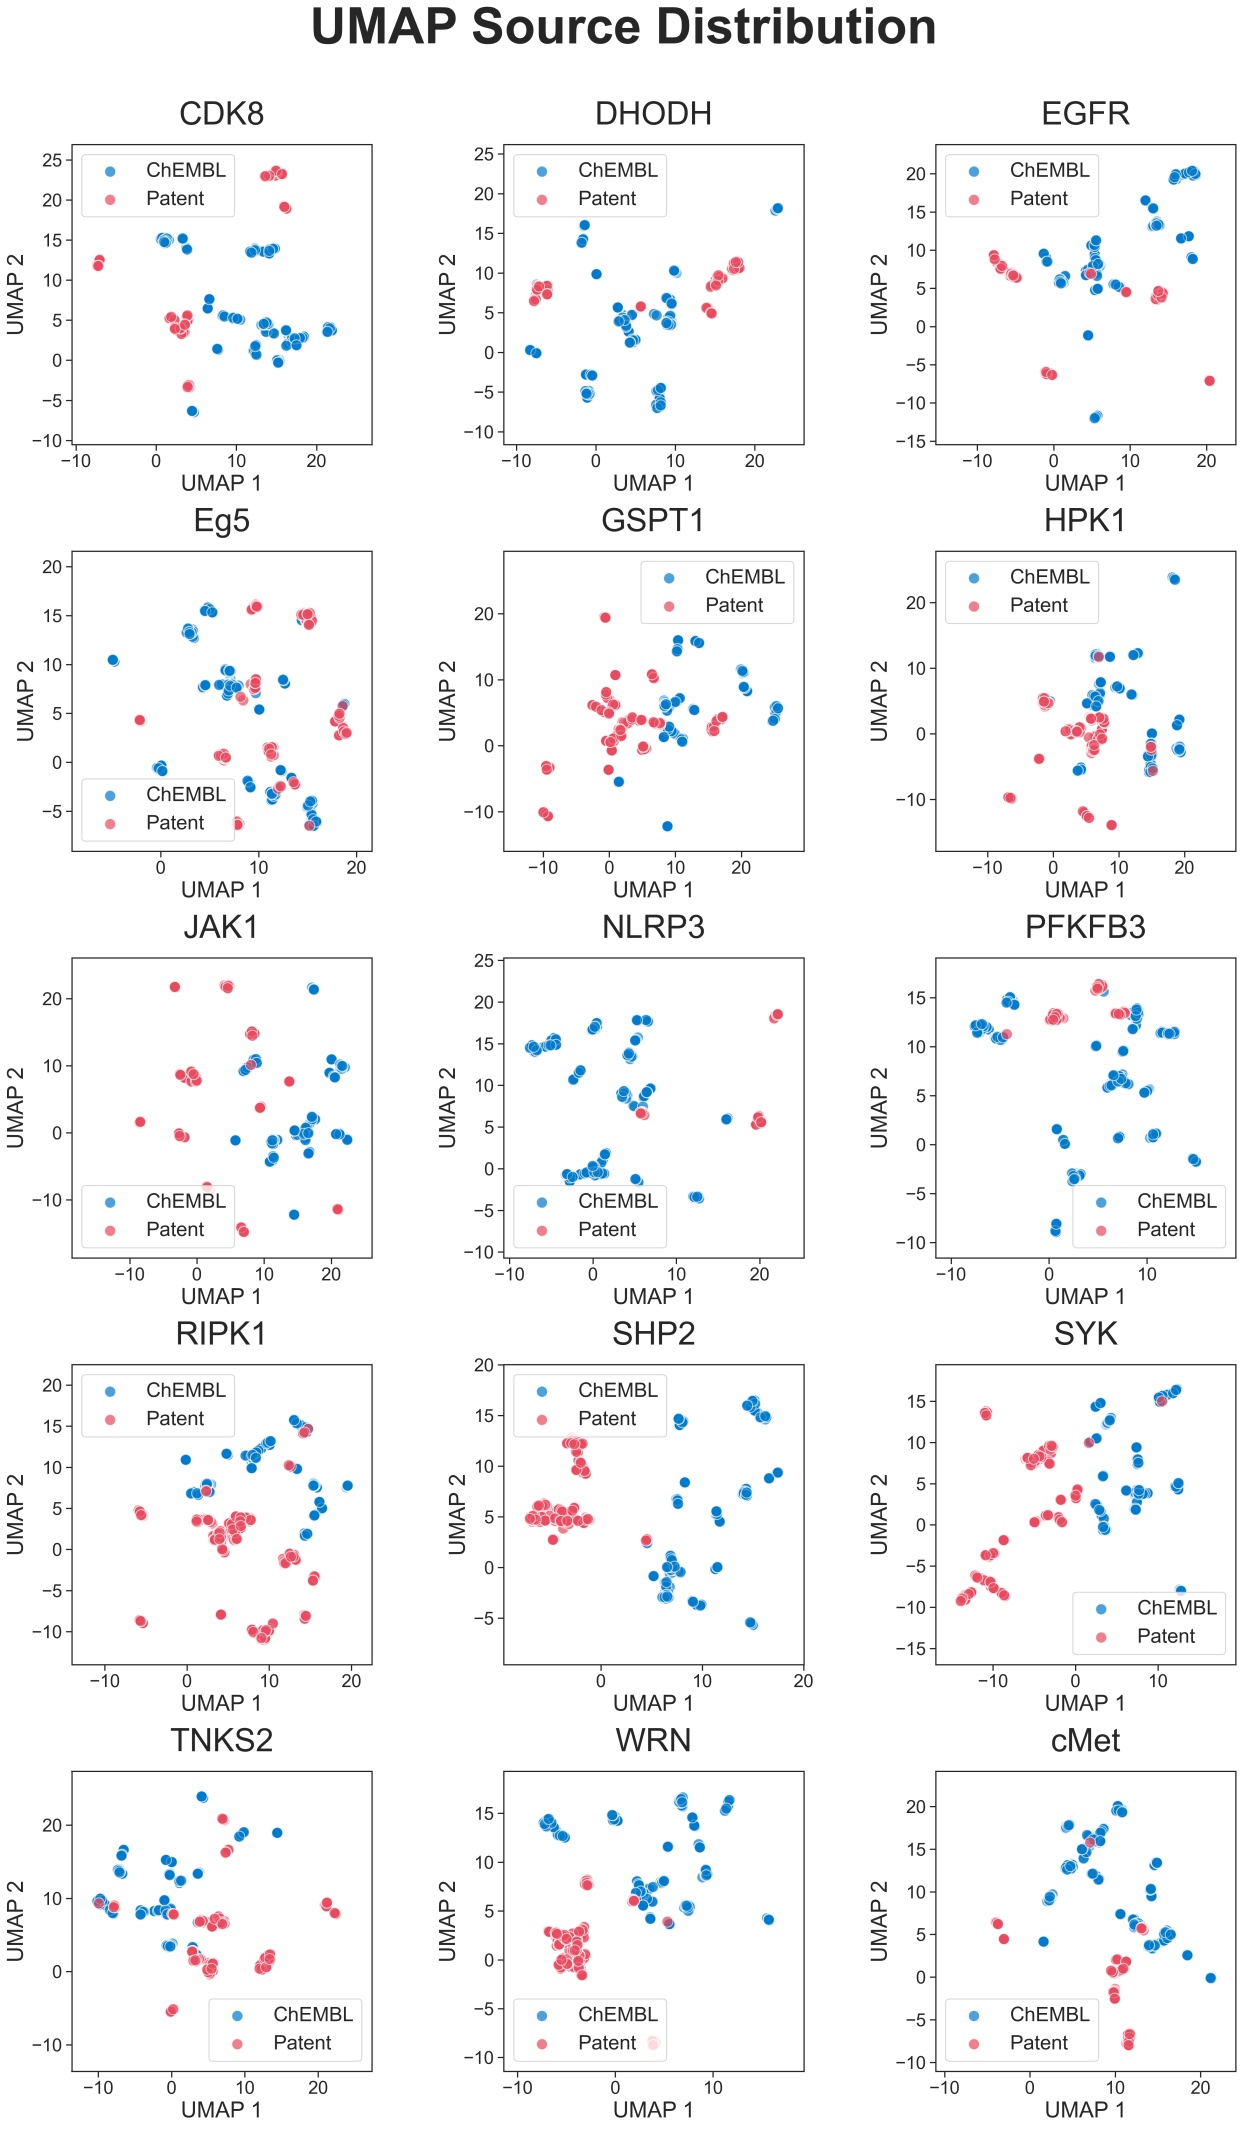 UMAP Source Distribution
CDK8
DHODH
EGFR
25
20
15
10
5
0
−5
−10
UMAP 2
ChEMBL
Patent
−10 0 10 20
UMAP 1
25
20
15
10
5
0
−5
−10
UMAP 2
ChEMBL
Patent
−10 0 10 20
UMAP 1
20
15
10
5
0
−5
−10
−15
UMAP 2
ChEMBL
Patent
−10 0 10 20
UMAP 1
Eg5
GSPT1
HPK1
20
15
10
5
0
−5
UMAP 2
ChEMBL
Patent
0 10 20
UMAP 1
20
10
0
−10
UMAP 2
ChEMBL
Patent
−10 0 10 20
UMAP 1
20
10
0
−10
UMAP 2
ChEMBL
Patent
−10 0 10 20
UMAP 1
JAK1
NLRP3
PFKFB3
20
10
0
−10
UMAP 2
ChEMBL
Patent
−10 0 10 20
UMAP 1
25
20
15
10
5
0
−5
−10
UMAP 2
ChEMBL
Patent
−10 0 10 20
UMAP 1
15
10
5
0
−5
−10
UMAP 2
ChEMBL
Patent
−10 0 10
UMAP 1
RIPK1
SHP2
SYK
20
15
10
5
0
−5
−10
UMAP 2
ChEMBL
Patent
−10 0 10 20
UMAP 1
20
15
10
5
0
−5
UMAP 2
ChEMBL
Patent
0 10 20
UMAP 1
15
10
5
0
−5
−10
−15
UMAP 2
ChEMBL
Patent
−10 0 10
UMAP 1
TNKS2
WRN
cMet
20
10
0
−10
UMAP 2
ChEMBL
Patent
−10 0 10 20
UMAP 1
15
10
5
0
−5
−10
UMAP 2
ChEMBL
Patent
−10 0 10
UMAP 1
20
15
10
5
0
−5
−10
UMAP 2
ChEMBL
Patent
−10 0 10 20
UMAP 1